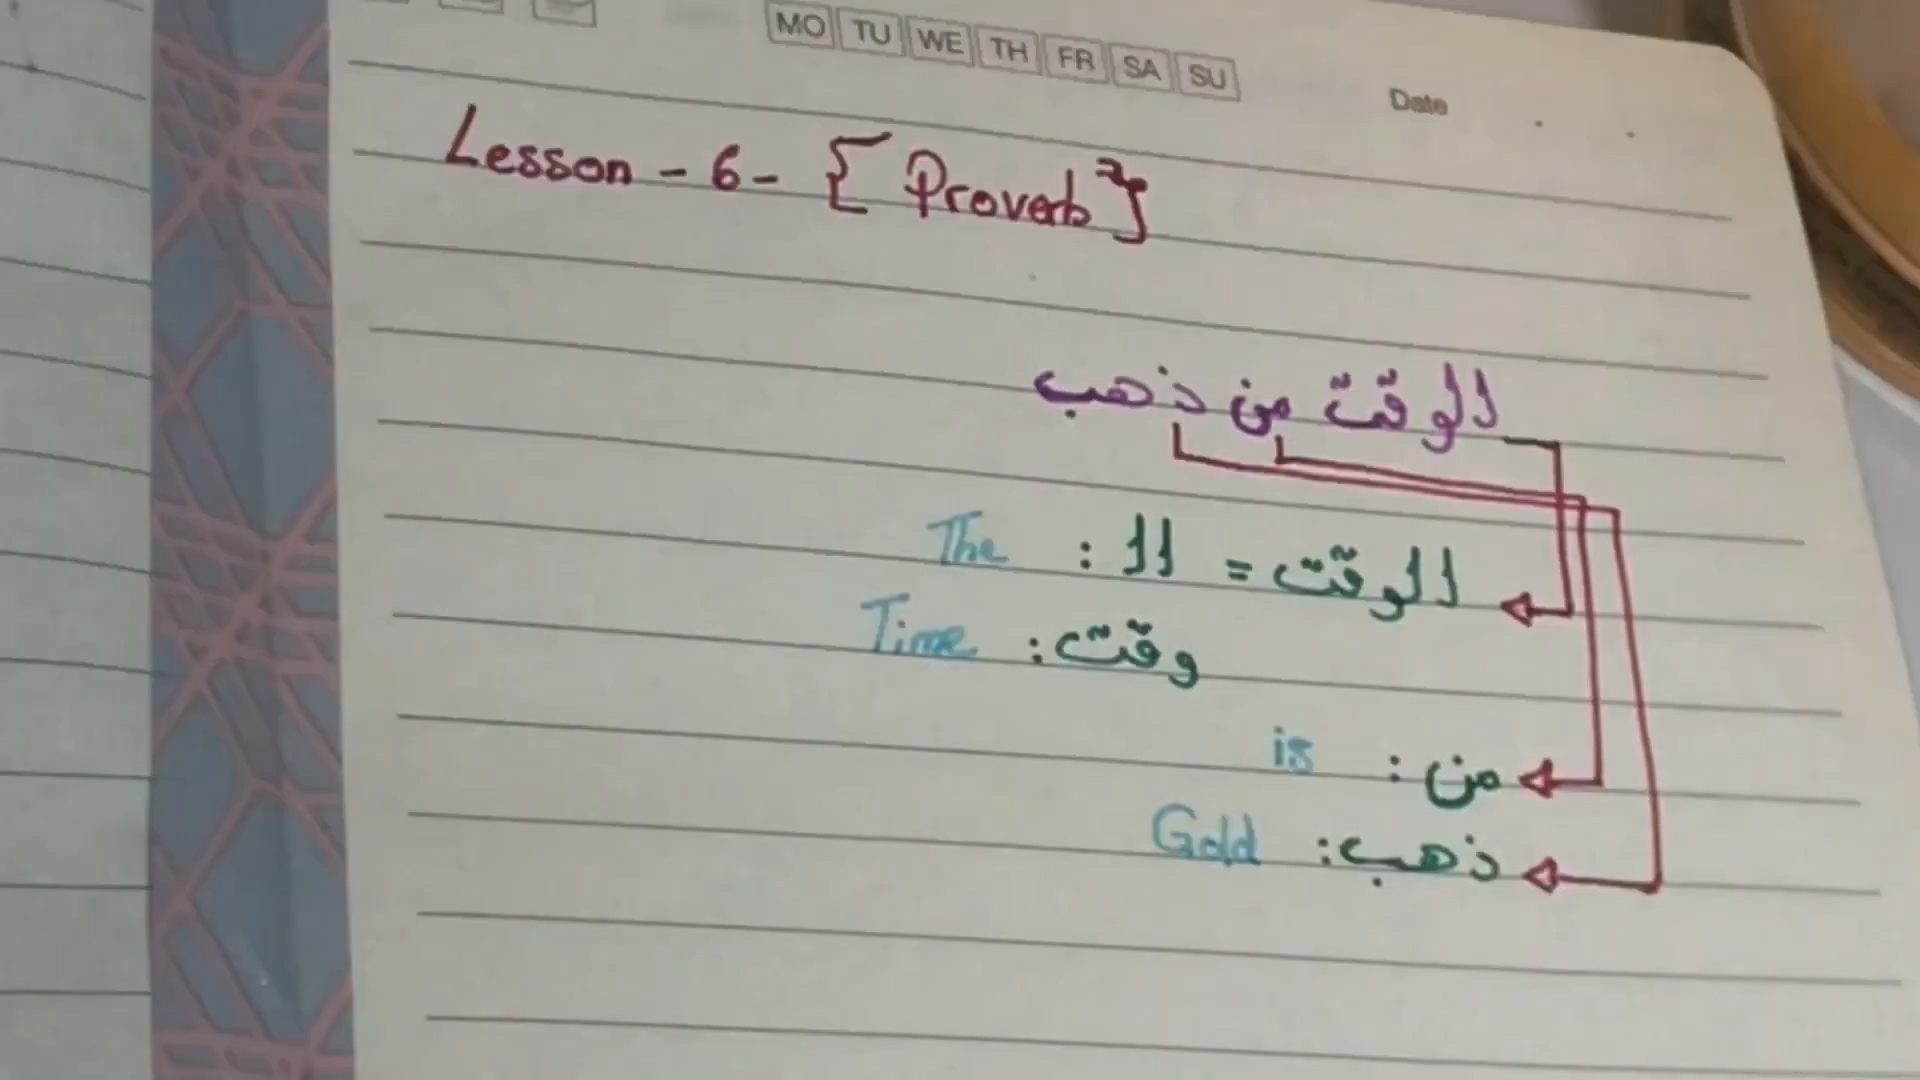 MO TU WE TH FR SA SU
Date
Lesson - 6 - { Proverb 2 }
الوقت من ذهب
الوقت = ال : The
وقت : Time
من : is
ذهب : Gold